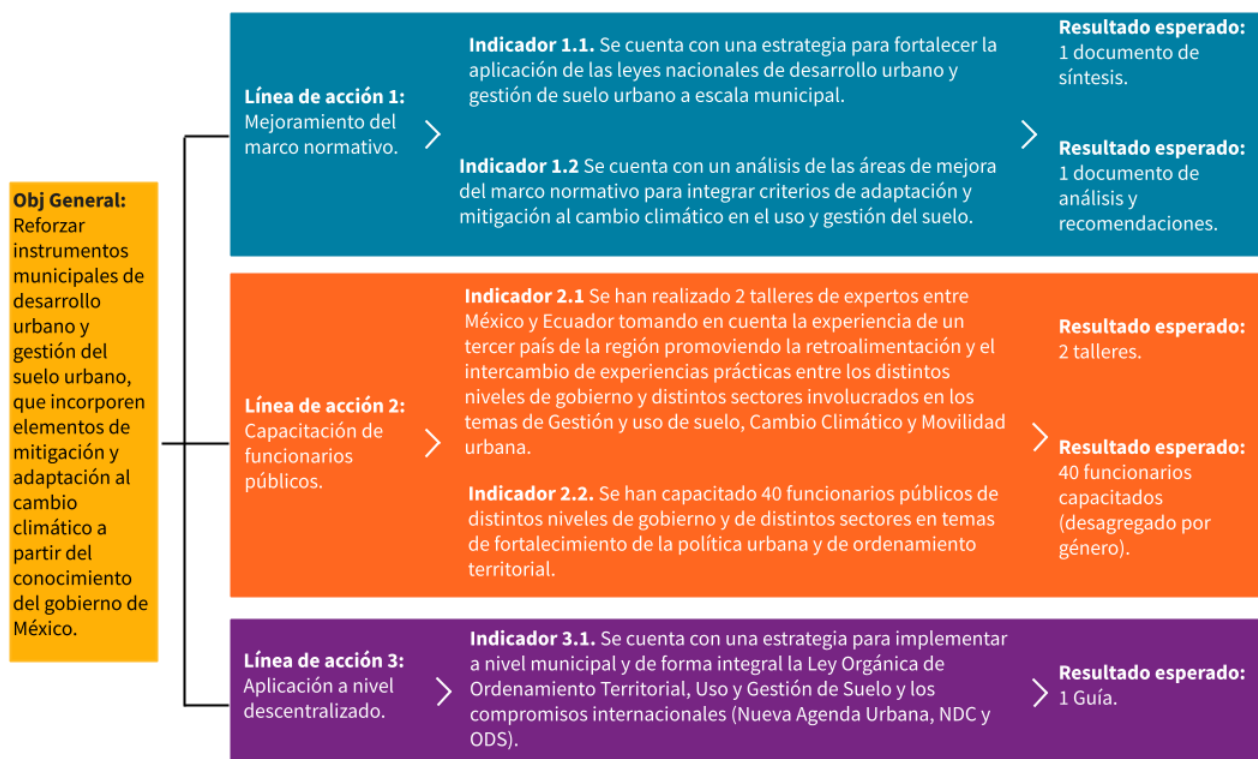 Obj General:
Reforzar
instrumentos
municipales de
desarrollo
urbano y
gestión del
suelo urbano,
que incorporen
elementos de
mitigación y
adaptación al
cambio
climático a
partir del
conocimiento
del gobierno de
México.
Línea de acción 1:
Mejoramiento del
marco normativo.
Indicador 1.1. Se cuenta con una estrategia para fortalecer la
aplicación de las leyes nacionales de desarrollo urbano y
gestión de suelo urbano a escala municipal.
Indicador 1.2 Se cuenta con un análisis de las áreas de mejora
del marco normativo para integrar criterios de adaptación y
mitigación al cambio climático en el uso y gestión del suelo.
Resultado esperado:
1 documento de
síntesis.
Resultado esperado:
1 documento de
análisis y
recomendaciones.
Línea de acción 2:
Capacitación de
funcionarios
públicos.
Indicador 2.1 Se han realizado 2 talleres de expertos entre
México y Ecuador tomando en cuenta la experiencia de un
tercer país de la región promoviendo la retroalimentación y el
intercambio de experiencias prácticas entre los distintos
niveles de gobierno y distintos sectores involucrados en los
temas de Gestión y uso de suelo, Cambio Climático y Movilidad
urbana.
Indicador 2.2. Se han capacitado 40 funcionarios públicos de
distintos niveles de gobierno y de distintos sectores en temas
de fortalecimiento de la política urbana y de ordenamiento
territorial.
Resultado esperado:
2 talleres.
Resultado esperado:
40 funcionarios
capacitados
(desagregado por
género).
Línea de acción 3:
Aplicación a nivel
descentralizado.
Indicador 3.1. Se cuenta con una estrategia para implementar
a nivel municipal y de forma integral la Ley Orgánica de
Ordenamiento Territorial, Uso y Gestión de Suelo y los
compromisos internacionales (Nueva Agenda Urbana, NDC y
ODS).
Resultado esperado:
1 Guía.